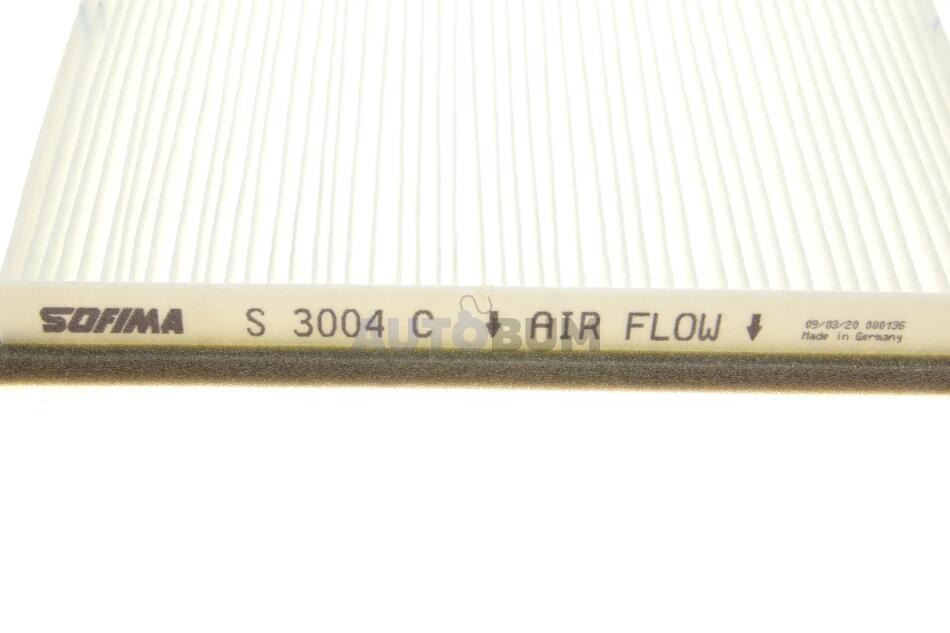 SOFIMA S 3004 C ↓ AIR FLOW ↓ 09/03/20 000136
Made in Germany
AUTOBUM